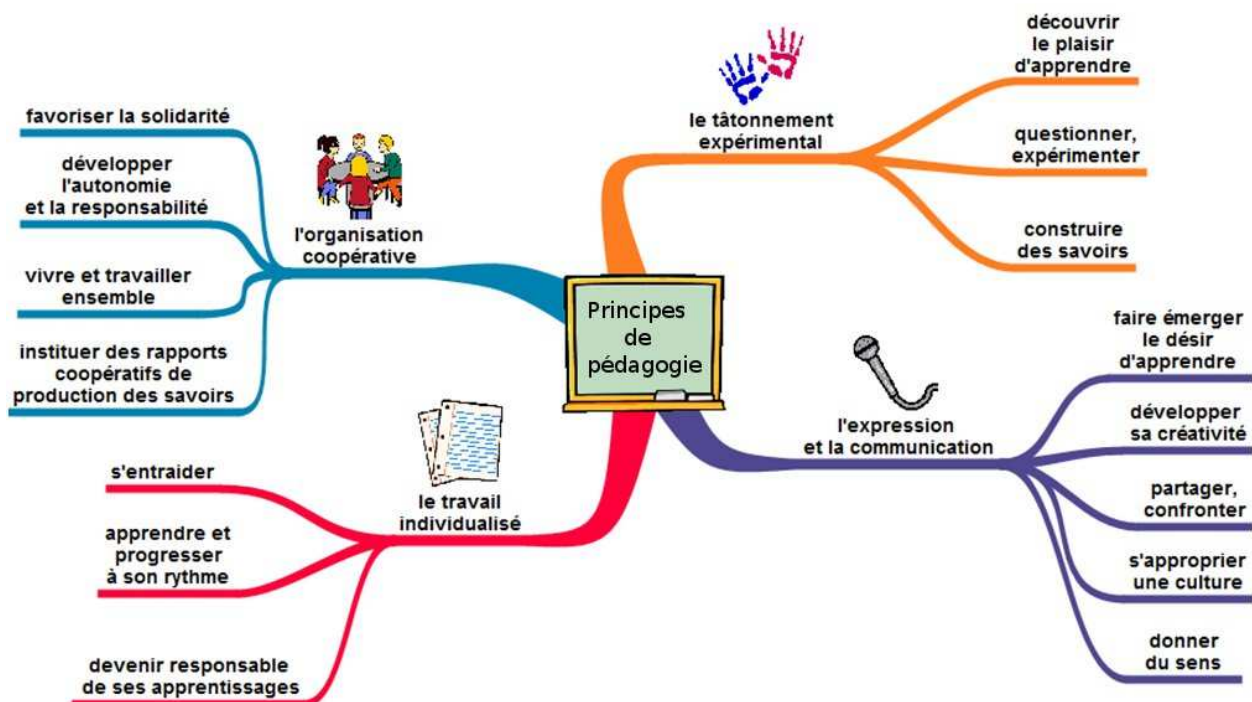 Principes
de
pédagogie
le tâtonnement
expérimental
découvrir
le plaisir
d'apprendre
questionner,
expérimenter
construire
des savoirs
l'expression
et la communication
faire émerger
le désir
d'apprendre
développer
sa créativité
partager,
confronter
s'approprier
une culture
donner
du sens
le travail
individualisé
s'entraider
apprendre et
progresser
à son rythme
devenir responsable
de ses apprentissages
l'organisation
coopérative
favoriser la solidarité
développer
l'autonomie
et la responsabilité
vivre et travailler
ensemble
instituer des rapports
coopératifs de
production des savoirs